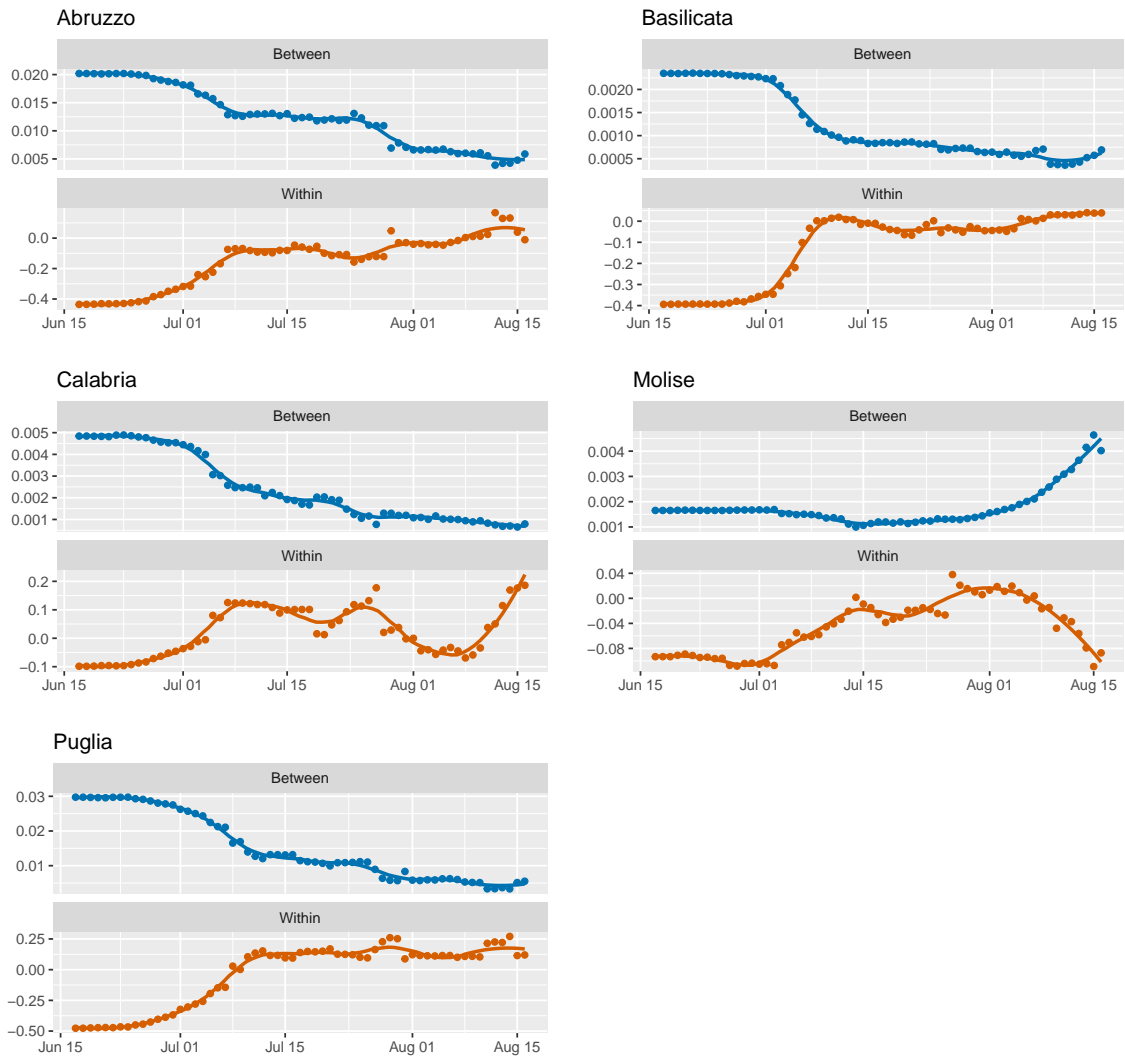 Abruzzo
Between
0.020
0.015
0.010
0.005
Within
0.0
−0.2
−0.4
Jun 15 Jul 01 Jul 15 Aug 01 Aug 15
Basilicata
Between
0.0020
0.0015
0.0010
0.0005
Within
0.0
−0.1
−0.2
−0.3
−0.4
Jun 15 Jul 01 Jul 15 Aug 01 Aug 15
Calabria
Between
0.005
0.004
0.003
0.002
0.001
Within
0.2
0.1
0.0
−0.1
Jun 15 Jul 01 Jul 15 Aug 01 Aug 15
Molise
Between
0.004
0.003
0.002
0.001
Within
0.04
0.00
−0.04
−0.08
Jun 15 Jul 01 Jul 15 Aug 01 Aug 15
Puglia
Between
0.03
0.02
0.01
Within
0.25
0.00
−0.25
−0.50
Jun 15 Jul 01 Jul 15 Aug 01 Aug 15